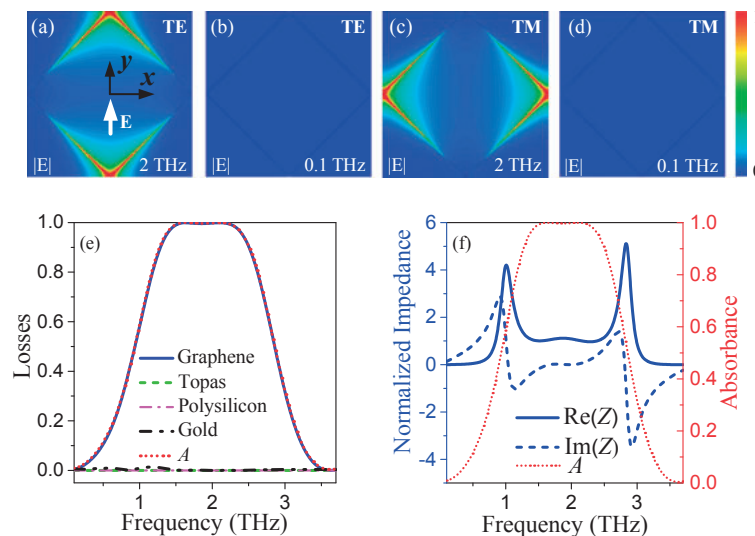 (a) TE
y
x
E
|E| 2 THz
(b) TE
|E| 0.1 THz
(c) TM
|E| 2 THz
(d) TM
|E| 0.1 THz
(e)
1.0
0.8
0.6
0.4
0.2
0.0
Losses
Graphene
Topas
Polysilicon
Gold
A
1 2 3
Frequency (THz)
(f)
6
4
2
0
-2
-4
Normalized Impedance
Re(Z)
Im(Z)
A
1.0
0.8
0.6
0.4
0.2
0.0
Absorbance
1 2 3
Frequency (THz)